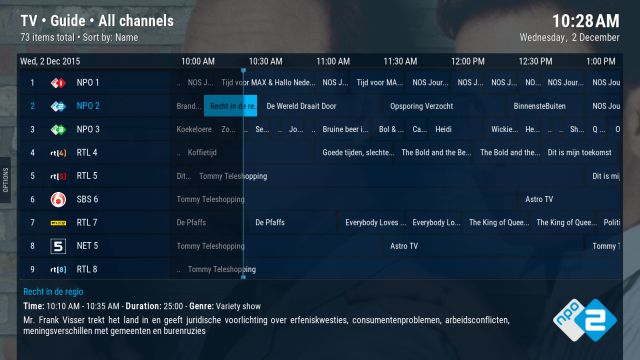 TV • Guide • All channels
73 items total • Sort by: Name
10:28 AM
Wednesday, 2 December
Wed, 2 Dec 2015 10:00 AM 10:30 AM 11:00 AM 11:30 AM 12:00 PM 12:30 PM 1:00 PM
1 NPO 1 .. NOS J... Tijd voor MAX & Hallo Nede... NOS J... Tijd voor MA... NOS Jour... NOS J... NOS J... NOS Jour
2 NPO 2 Brand... Recht in de re... De Wereld Draait Door Opsporing Verzocht BinnensteBuiten NOS Jou
3 NPO 3 Koekeloere Zo... .. Se... .. Jo... Bruine beer i... Bol & ... Ca... Heidi Wickie... He... .. Sh... Q ... O
4 RTL 4 .. Koffietijd Goede tijden, slechte... The Bold and the Be... The Bold and the... Dit is mijn toekomst
5 RTL 5 Dit... Tommy Teleshopping Dit is mij
6 SBS 6 Tommy Teleshopping Astro TV
7 RTL 7 De Pfaffs De Pfaffs Everybody Loves ... Everybody Lo... The King of Quee... The King of Quee... Politi
8 NET 5 Tommy Teleshopping Astro TV Tommy T
9 RTL 8 .. Tommy Teleshopping
OPTIONS
Recht in de regio
Time: 10:10 AM - 10:35 AM - Duration: 25:00 - Genre: Variety show
Mr. Frank Visser trekt het land in en geeft juridische voorlichting over erfeniskwesties, consumentenproblemen, arbeidsconflicten,
meningsverschillen met gemeenten en burenruzies
npo 2